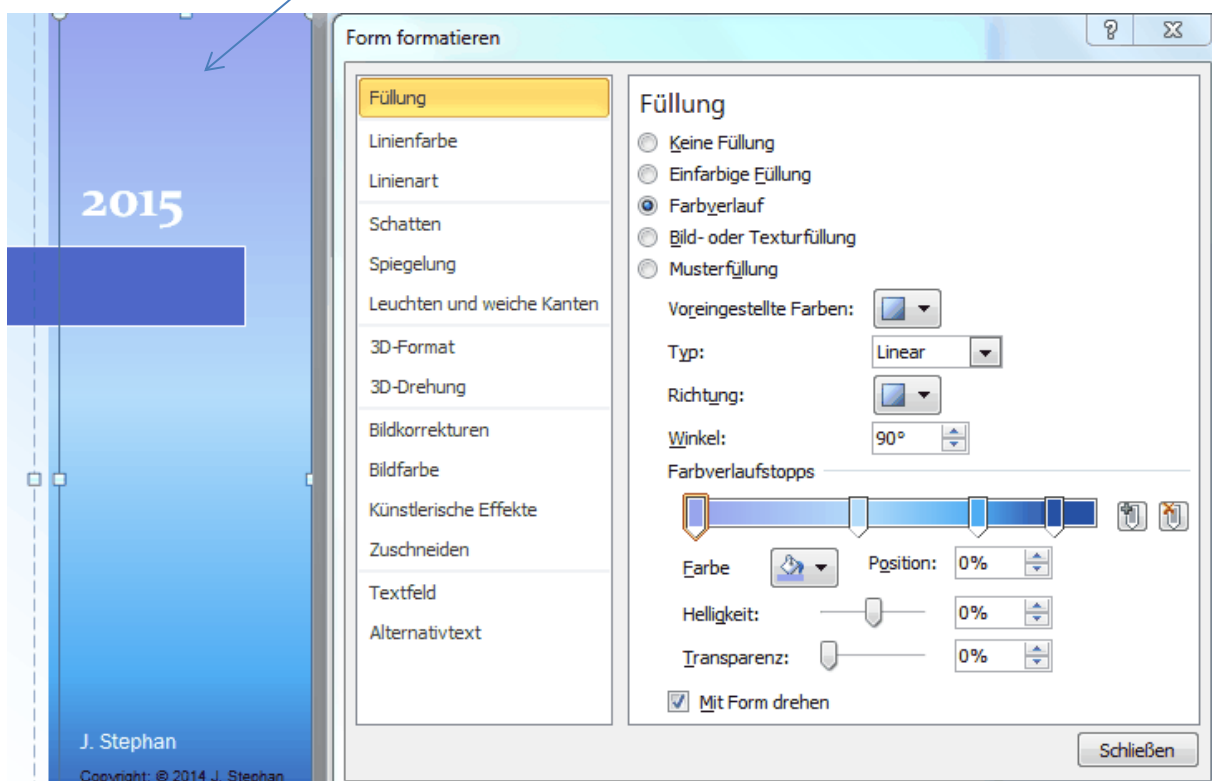 2015
J. Stephan
Copyright: © 2014 J. Stephan
Form formatieren
Füllung
Linienfarbe
Linienart
Schatten
Spiegelung
Leuchten und weiche Kanten
3D-Format
3D-Drehung
Bildkorrekturen
Bildfarbe
Künstlerische Effekte
Zuschneiden
Textfeld
Alternativtext
Füllung
Keine Füllung
Einfarbige Füllung
Farbverlauf
Bild- oder Texturfüllung
Musterfüllung
Voreingestellte Farben:
Typ: Linear
Richtung:
Winkel: 90°
Farbverlaufstopps
Farbe Position: 0%
Helligkeit: 0%
Transparenz: 0%
Mit Form drehen
Schließen